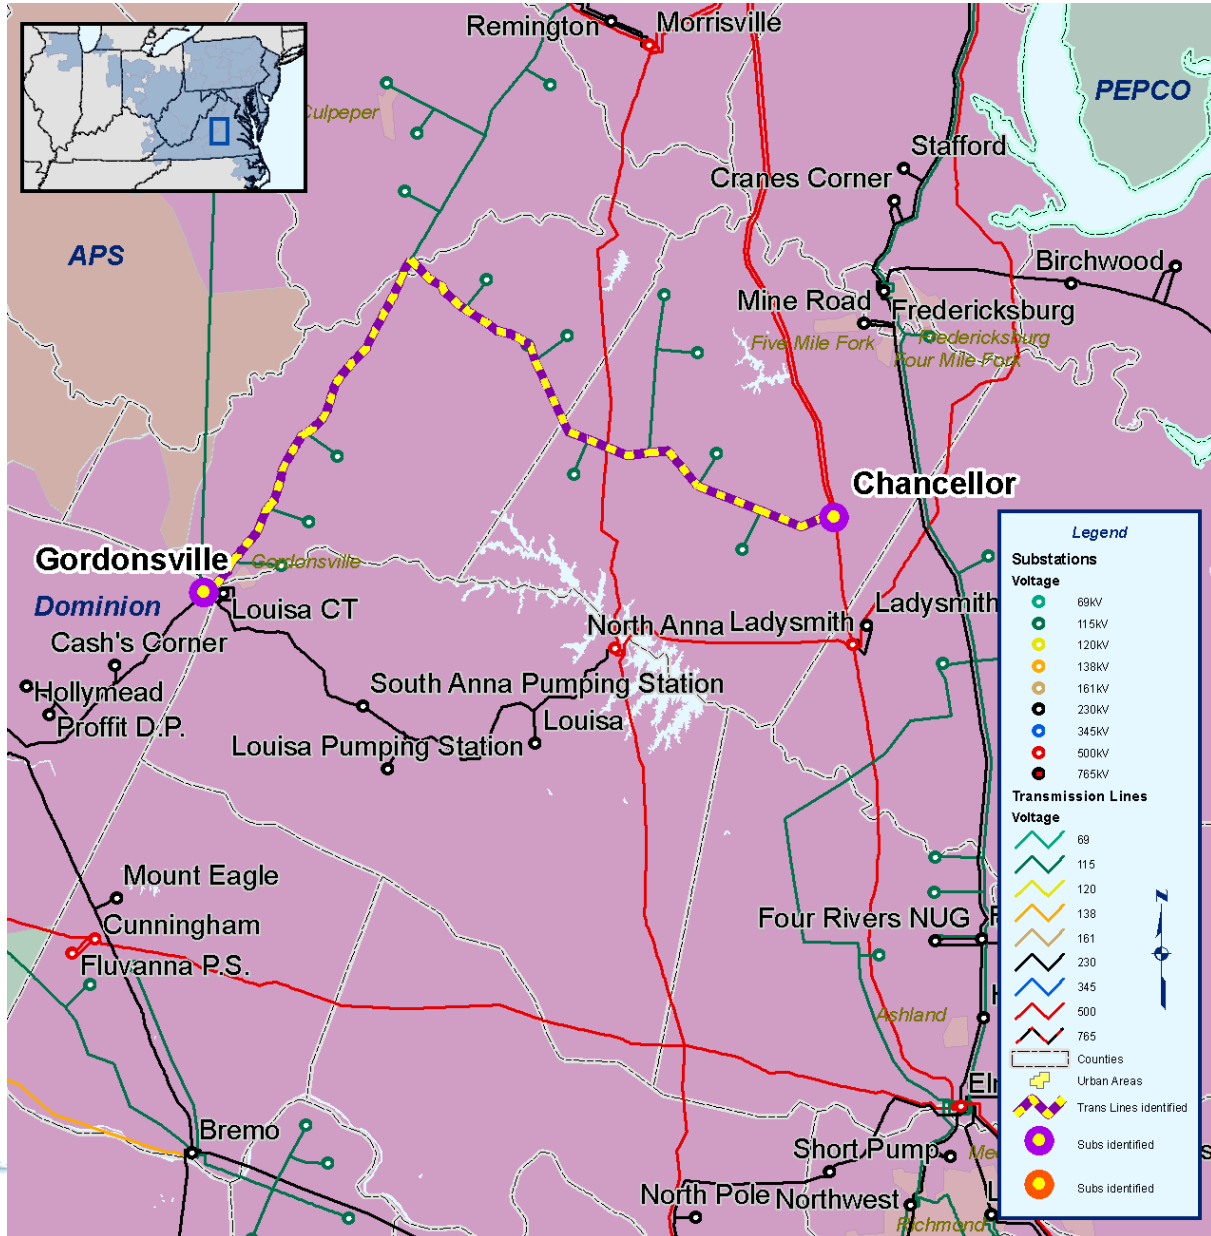 Remington
Morrisville
PEPCO
Culpeper
Stafford
Cranes Corner
APS
Birchwood
Mine Road
Fredericksburg
Five Mile Fork
Fredericksburg
Four Mile Fork
Chancellor
Gordonsville
Gordonsville
Dominion
Louisa CT
Cash's Corner
North Anna
Ladysmith
Ladysmith
Hollymead
Proffit D.P.
South Anna Pumping Station
Louisa
Louisa Pumping Station
Mount Eagle
Cunningham
Fluvanna P.S.
Four Rivers NUG
Ashland
Bremo
Short Pump
North Pole
Northwest
Richmond
Legend
Substations
Voltage
69kV
115kV
120kV
138kV
161kV
230kV
345kV
500kV
765kV
Transmission Lines
Voltage
69
115
120
138
161
230
345
500
765
Counties
Urban Areas
Trans Lines identified
Subs identified
Subs identified
N